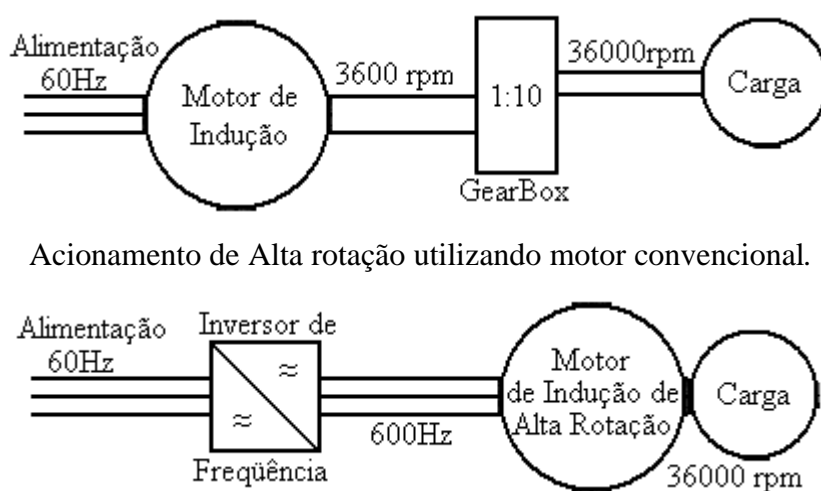 Alimentação
60Hz
Motor de
Indução
3600 rpm
1:10
GearBox
36000rpm
Carga
Acionamento de Alta rotação utilizando motor convencional.
Alimentação
60Hz
Inversor de
≈
≈
Freqüência
600Hz
Motor
de Indução de
Alta Rotação
Carga
36000 rpm